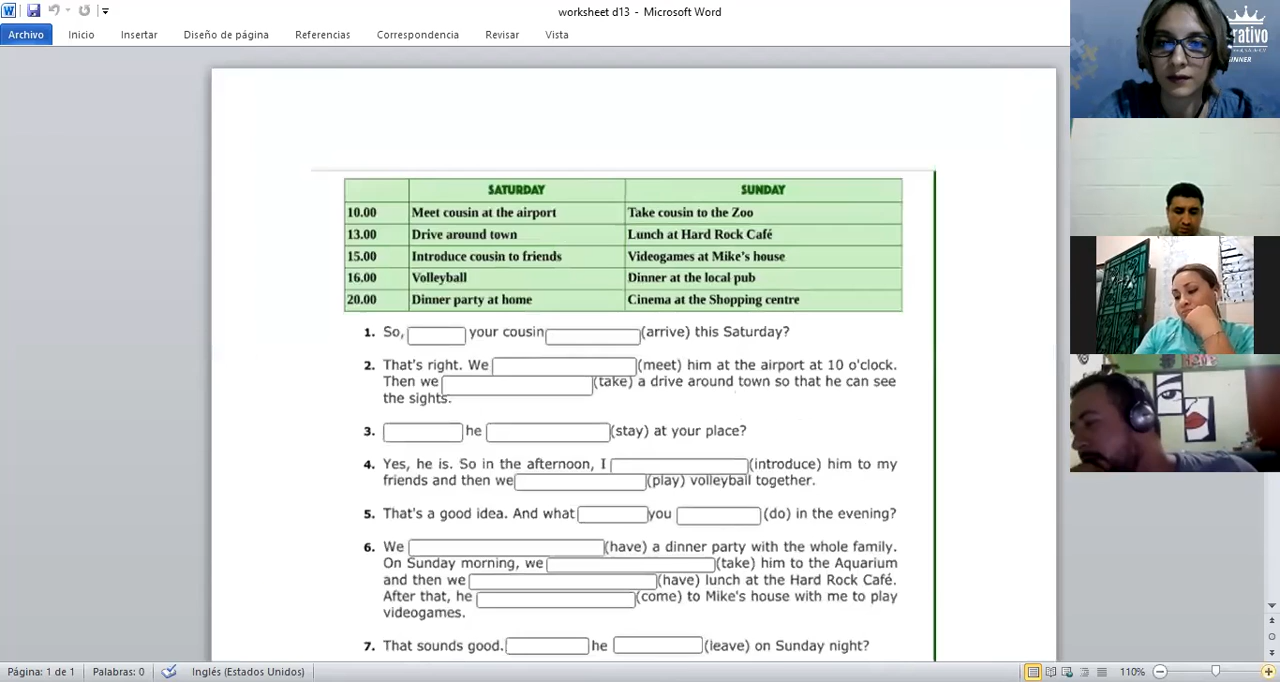 worksheet d13 - Microsoft Word
Archivo Inicio Insertar Diseño de página Referencias Correspondencia Revisar Vista
rativo
INNER
SATURDAY SUNDAY
10.00 Meet cousin at the airport Take cousin to the Zoo
13.00 Drive around town Lunch at Hard Rock Café
15.00 Introduce cousin to friends Videogames at Mike's house
16.00 Volleyball Dinner at the local pub
20.00 Dinner party at home Cinema at the Shopping centre
1. So, your cousin (arrive) this Saturday?
2. That's right. We (meet) him at the airport at 10 o'clock.
Then we (take) a drive around town so that he can see
the sights.
3. he (stay) at your place?
4. Yes, he is. So in the afternoon, I (introduce) him to my
friends and then we (play) volleyball together.
5. That's a good idea. And what you (do) in the evening?
6. We (have) a dinner party with the whole family.
On Sunday morning, we (take) him to the Aquarium
and then we (have) lunch at the Hard Rock Café.
After that, he (come) to Mike's house with me to play
videogames.
7. That sounds good. he (leave) on Sunday night?
Página: 1 de 1 Palabras: 0 Inglés (Estados Unidos) 110%